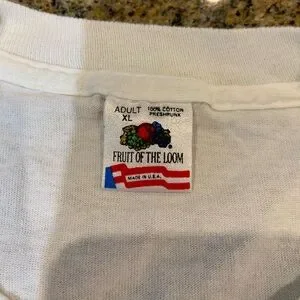 ADULT
XL
100% COTTON
PRESHRUNK
FRUIT OF THE LOOM
®
MADE IN U.S.A.